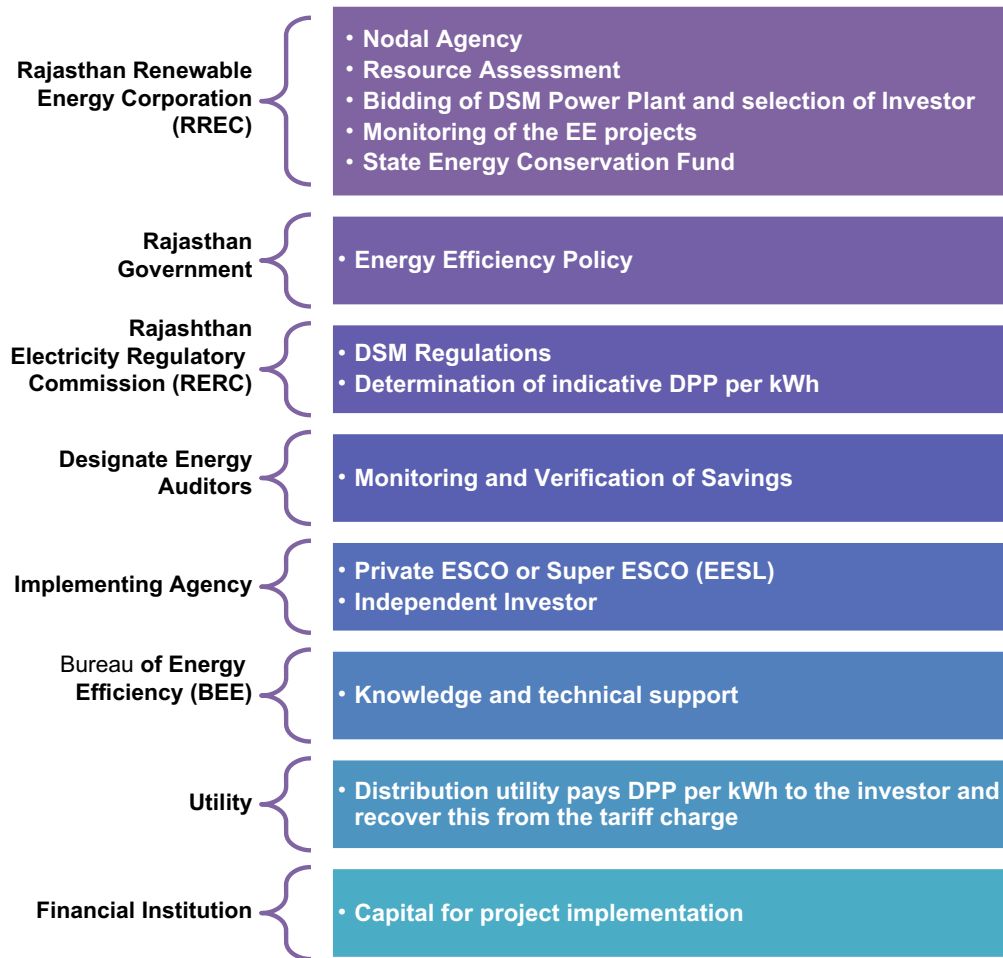 Rajasthan Renewable
Energy Corporation
(RREC)
• Nodal Agency
• Resource Assessment
• Bidding of DSM Power Plant and selection of Investor
• Monitoring of the EE projects
• State Energy Conservation Fund
Rajasthan
Government
• Energy Efficiency Policy
Rajashthan
Electricity Regulatory
Commission (RERC)
• DSM Regulations
• Determination of indicative DPP per kWh
Designate Energy
Auditors
• Monitoring and Verification of Savings
Implementing Agency
• Private ESCO or Super ESCO (EESL)
• Independent Investor
Bureau of Energy
Efficiency (BEE)
• Knowledge and technical support
Utility
• Distribution utility pays DPP per kWh to the investor and
recover this from the tariff charge
Financial Institution
• Capital for project implementation